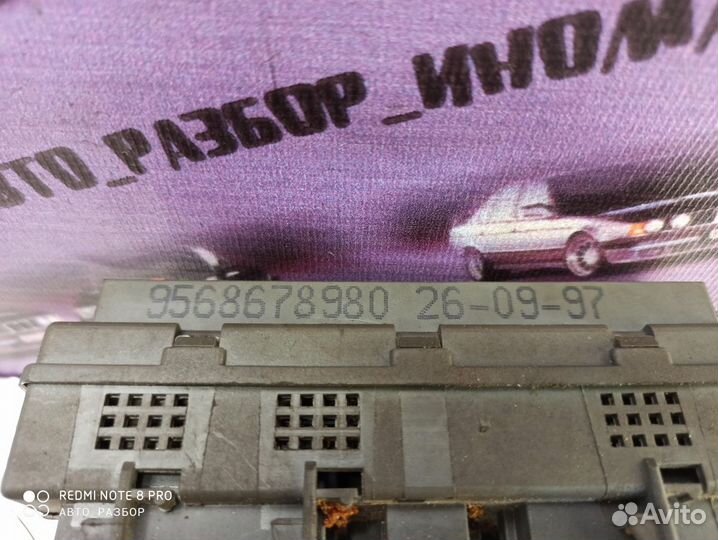 АВТО_РАЗБОР_ИНОМ
9568678980 26-09-97
REDMI NOTE 8 PRO
АВТО_РАЗБОР
Avito